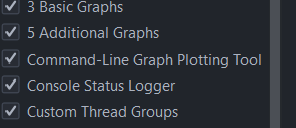 3 Basic Graphs
5 Additional Graphs
Command-Line Graph Plotting Tool
Console Status Logger
Custom Thread Groups